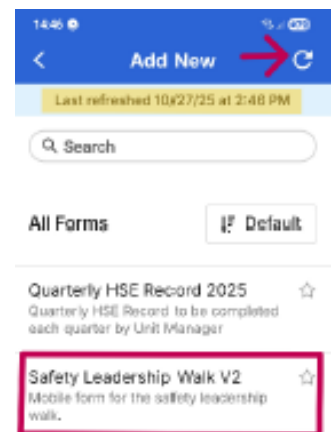 14:46
Add New
Last refreshed 10/27/25 at 2:46 PM
Search
All Forms
Default
Quarterly HSE Record 2025
Quarterly HSE Record to be completed
each quarter by Unit Manager
Safety Leadership Walk V2
Mobile form for the safety leadership
walk.